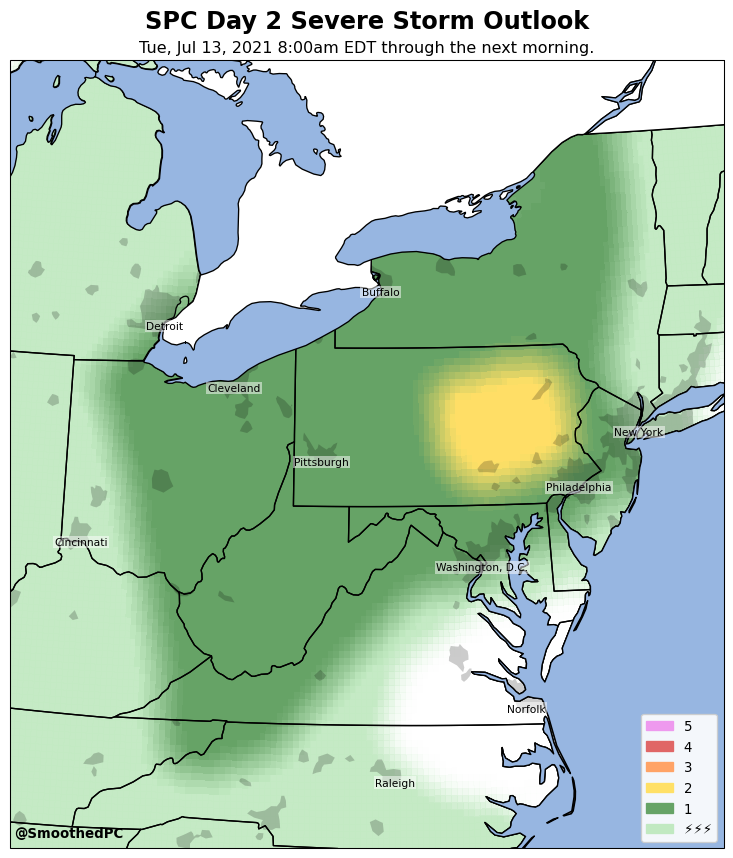 SPC Day 2 Severe Storm Outlook
Tue, Jul 13, 2021 8:00am EDT through the next morning.
Buffalo
Detroit
Cleveland
New York
Pittsburgh
Philadelphia
Cincinnati
Washington, D.C.
Norfolk
Raleigh
5
4
3
2
1
⚡⚡⚡
@SmoothedPC